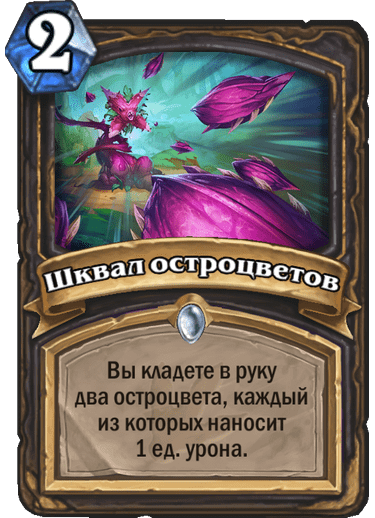 2
Шквал остроцветов
Вы кладете в руку
два остроцвета, каждый
из которых наносит
1 ед. урона.